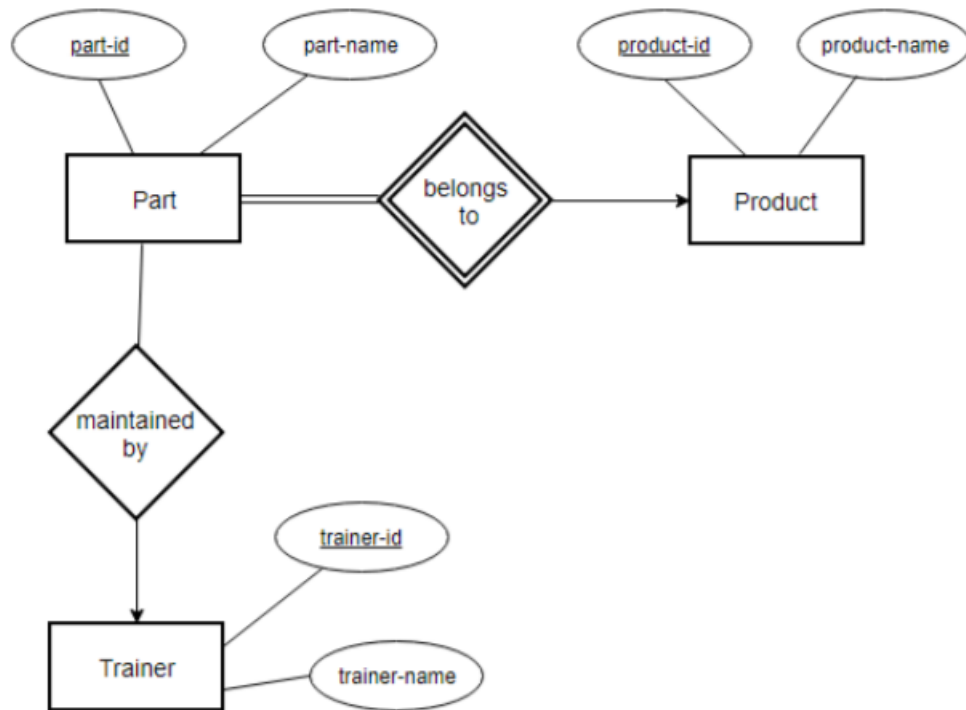 part-id
part-name
product-id
product-name
Part
belongs
to
Product
maintained
by
trainer-id
Trainer
trainer-name